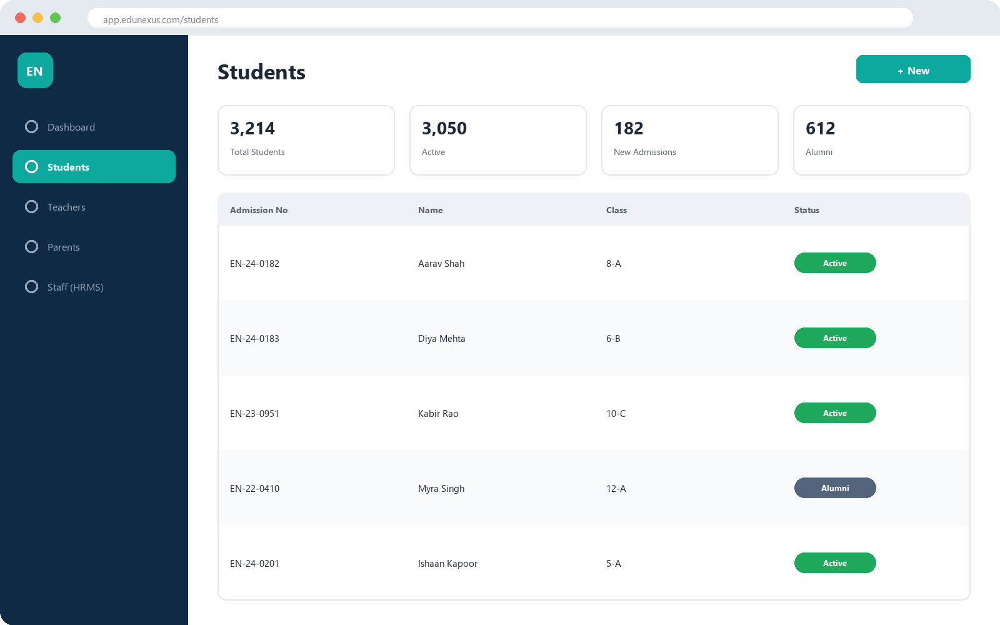 app.edunexus.com/students
EN
Dashboard
Students
Teachers
Parents
Staff (HRMS)
Students
+ New
3,214
Total Students
3,050
Active
182
New Admissions
612
Alumni
Admission No Name Class Status
EN-24-0182 Aarav Shah 8-A Active
EN-24-0183 Diya Mehta 6-B Active
EN-23-0951 Kabir Rao 10-C Active
EN-22-0410 Myra Singh 12-A Alumni
EN-24-0201 Ishaan Kapoor 5-A Active